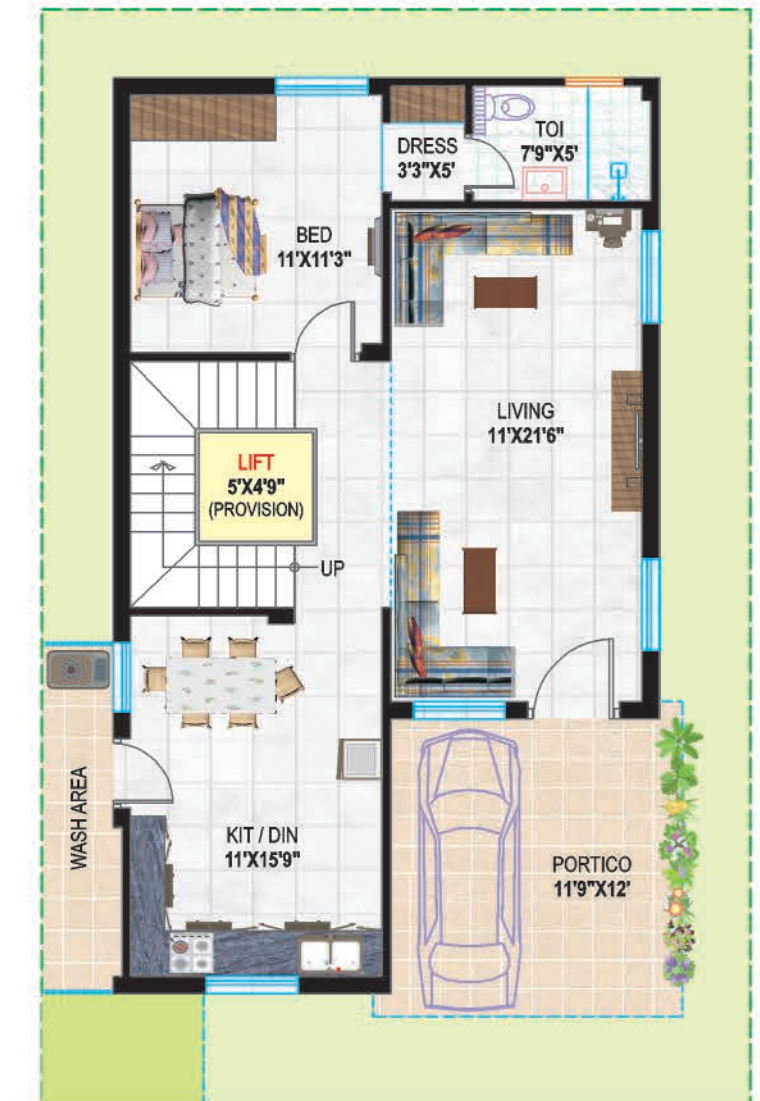 DRESS
3'3"X5'
TOI
7'9"X5'
BED
11'X11'3"
LIVING
11'X21'6"
LIFT
5'X4'9"
(PROVISION)
UP
WASH AREA
KIT / DIN
11'X15'9"
PORTICO
11'9"X12'